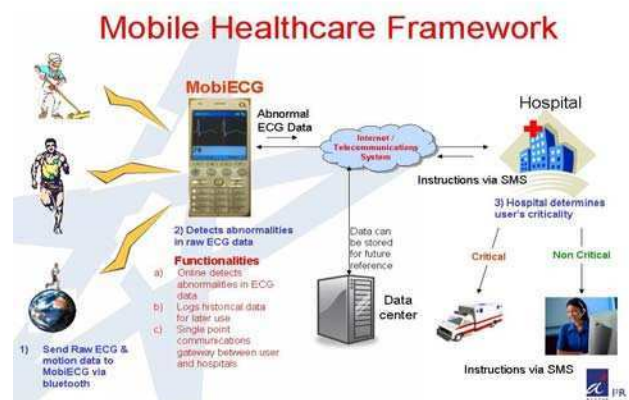 Mobile Healthcare Framework
MobiECG
Abnormal
ECG Data
Internet /
Telecommunications
System
Hospital
Instructions via SMS
2) Detects abnormalities
in raw ECG data
Functionalities
a) Online detects
abnormalities in ECG
data
b) Logs historical data
for later use
c) Single point
communications
gateway between user
and hospitals
Data can
be stored
for future
reference
Data
center
3) Hospital determines
user's criticality
Critical
Non Critical
Instructions via SMS
1) Send Raw ECG &
motion data to
MobiECG via
bluetooth
I²R